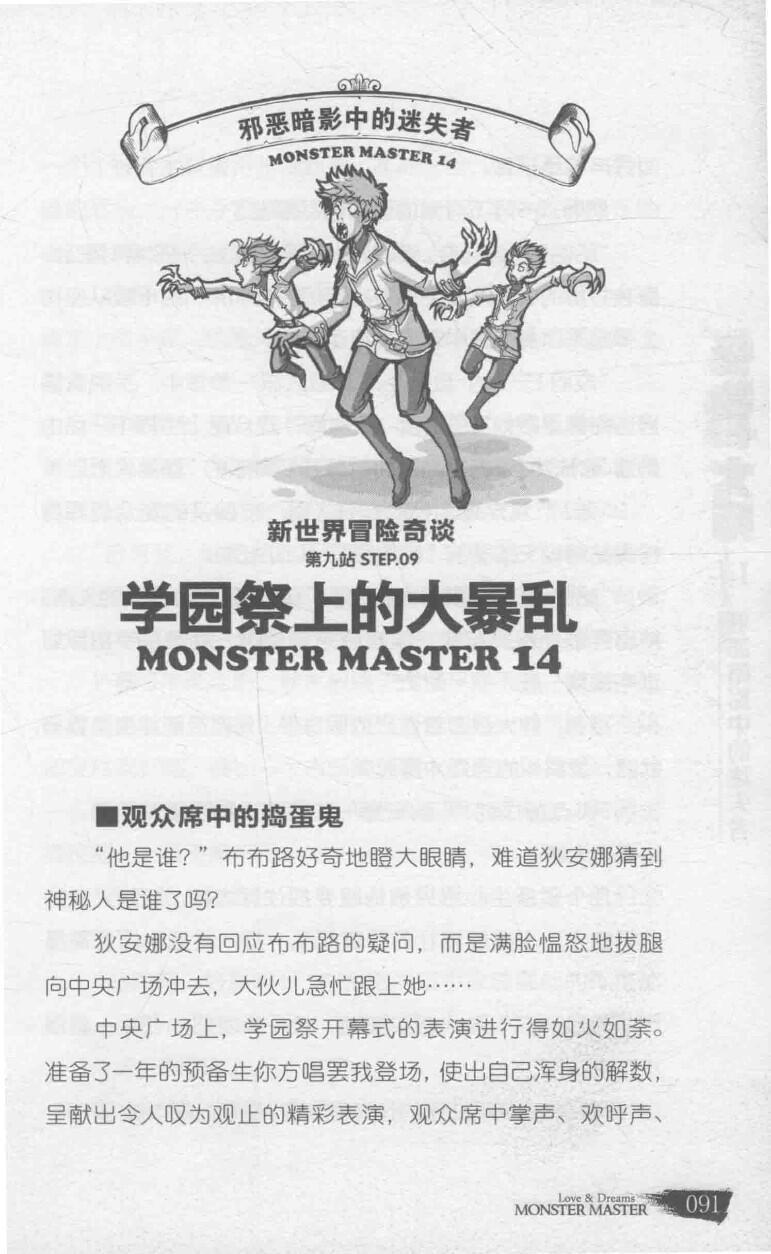 邪恶暗影中的迷失者
MONSTER MASTER 14
新世界冒险奇谈
第九站 STEP.09
学园祭上的大暴乱
MONSTER MASTER 14
■观众席中的捣蛋鬼
“他是谁？”布布路好奇地瞪大眼睛，难道狄安娜猜到
神秘人是谁了吗？
狄安娜没有回应布布路的疑问，而是满脸愠怒地拔腿
向中央广场冲去，大伙儿急忙跟上她……
中央广场上，学园祭开幕式的表演进行得如火如荼。
准备了一年的预备生你方唱罢我登场，使出自己浑身的解数，
呈献出令人叹为观止的精彩表演，观众席中掌声、欢呼声、
Love & Dreams
MONSTER MASTER 091